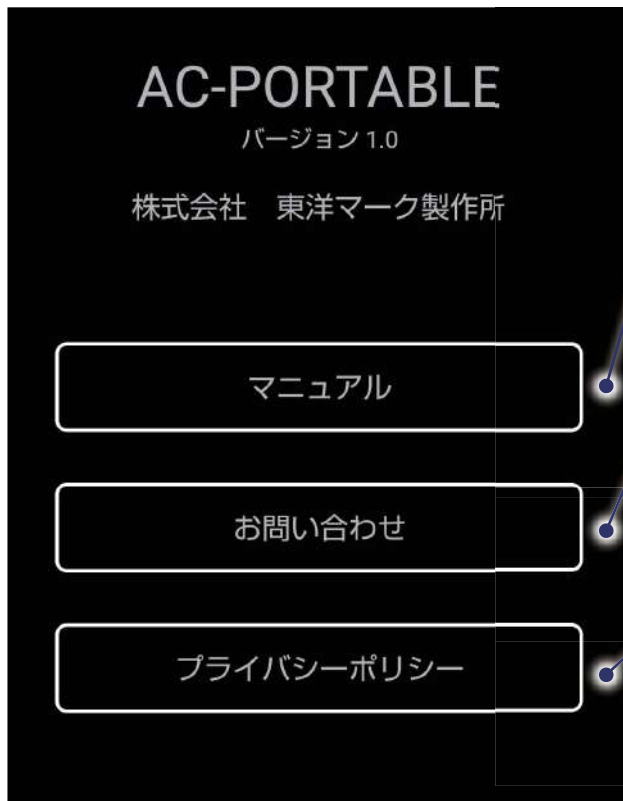 AC-PORTABLE
バージョン 1.0
株式会社　東洋マーク製作所
マニュアル
お問い合わせ
プライバシーポリシー